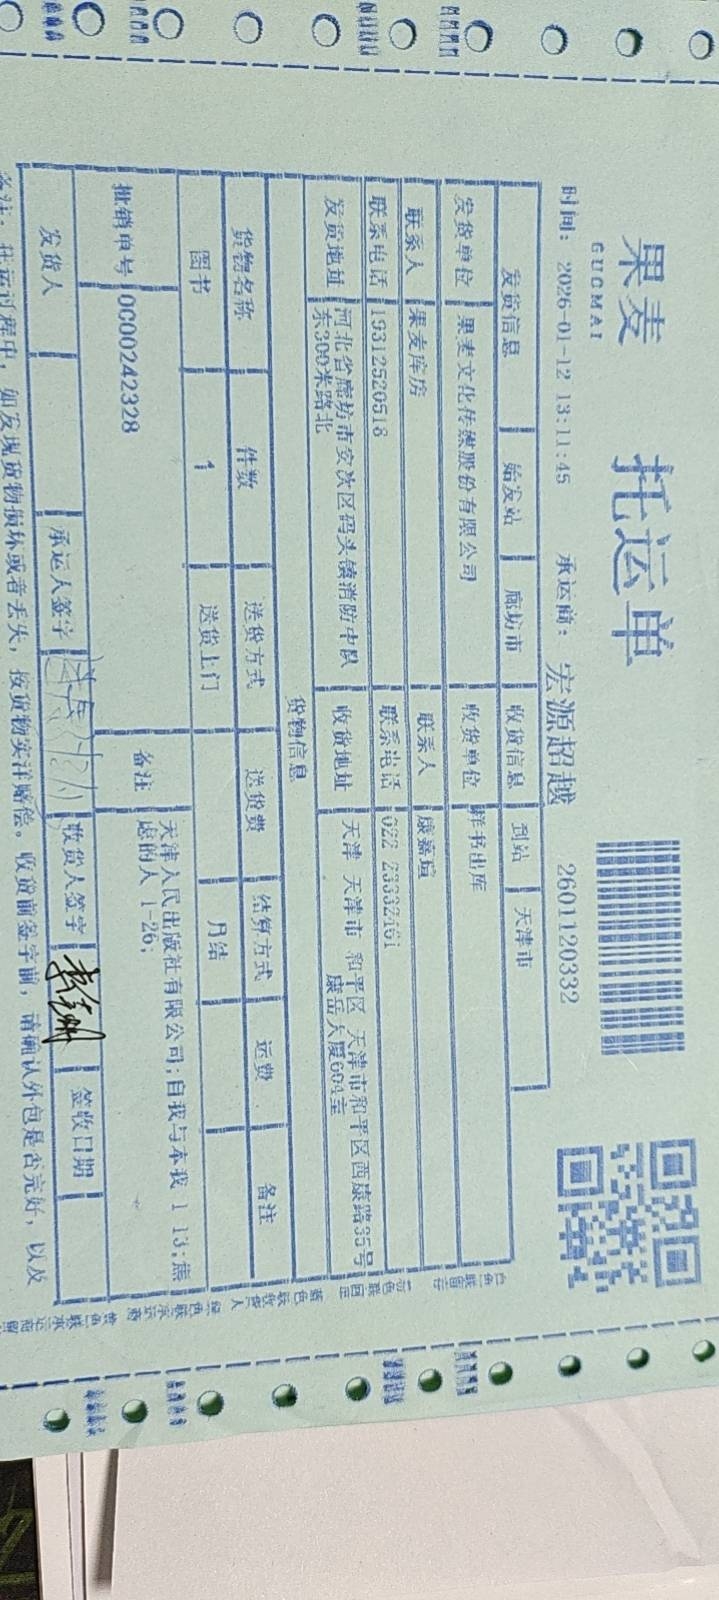 果麦 托运单
GUOMAI
时间： 2026-01-12 13:11:45 承运商： 宏源超越 2601120332
发货信息 始发站 廊坊市 收货信息 到站 天津市
发货单位 果麦文化传媒股份有限公司 收货单位 样书出库
联系人 果麦库房 联系人 康嘉瑄
联系电话 19312520518 联系电话 022-23332461
发货地址 河北省廊坊市安次区码头镇消防中队 收货地址 天津 天津市 和平区 天津市和平区西康路35号
东300米路北 康岳大厦604室
货物信息
货物名称 件数 送货方式 送货费 结算方式 运费 备注
图书 1 送货上门 月结
批销单号 0C00242328 备注 天津人民出版社有限公司;自我与本我 1-13;焦
虑的人 1-26;
发货人 承运人签字 收货人签字 签收日期
备注：托运过程中，如发现货物损坏或者丢失，按货物实洋赔偿。收货前签字前，请确认外包是否完好，以及